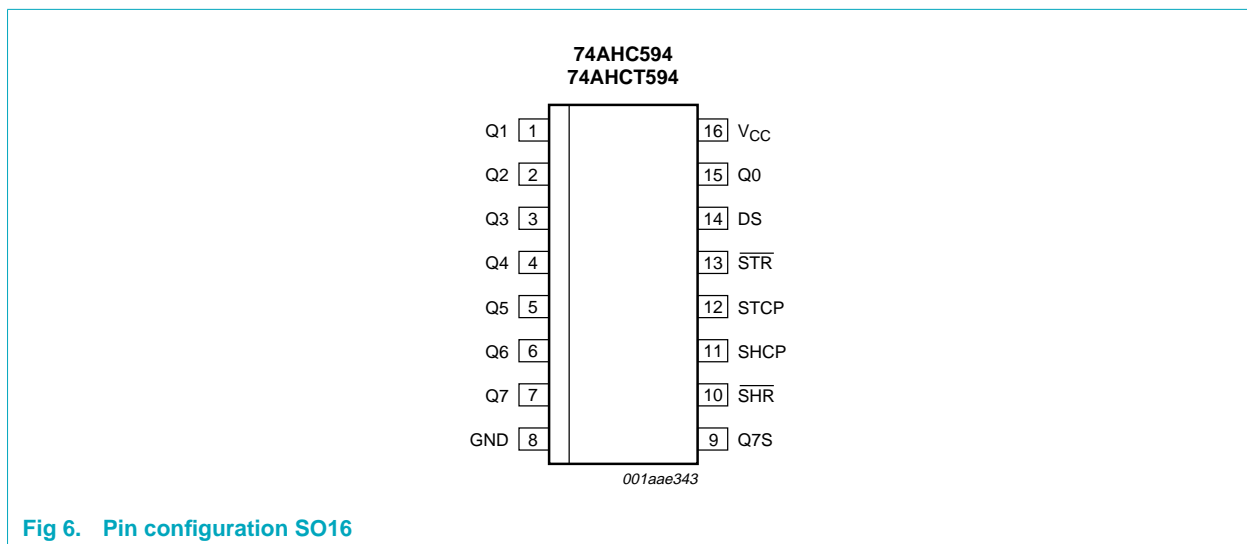 74AHC594
74AHCT594
Q1 1 16 VCC
Q2 2 15 Q0
Q3 3 14 DS
Q4 4 13 S̅T̅R̅
Q5 5 12 STCP
Q6 6 11 SHCP
Q7 7 10 S̅H̅R̅
GND 8 9 Q7S
001aae343
Fig 6. Pin configuration SO16